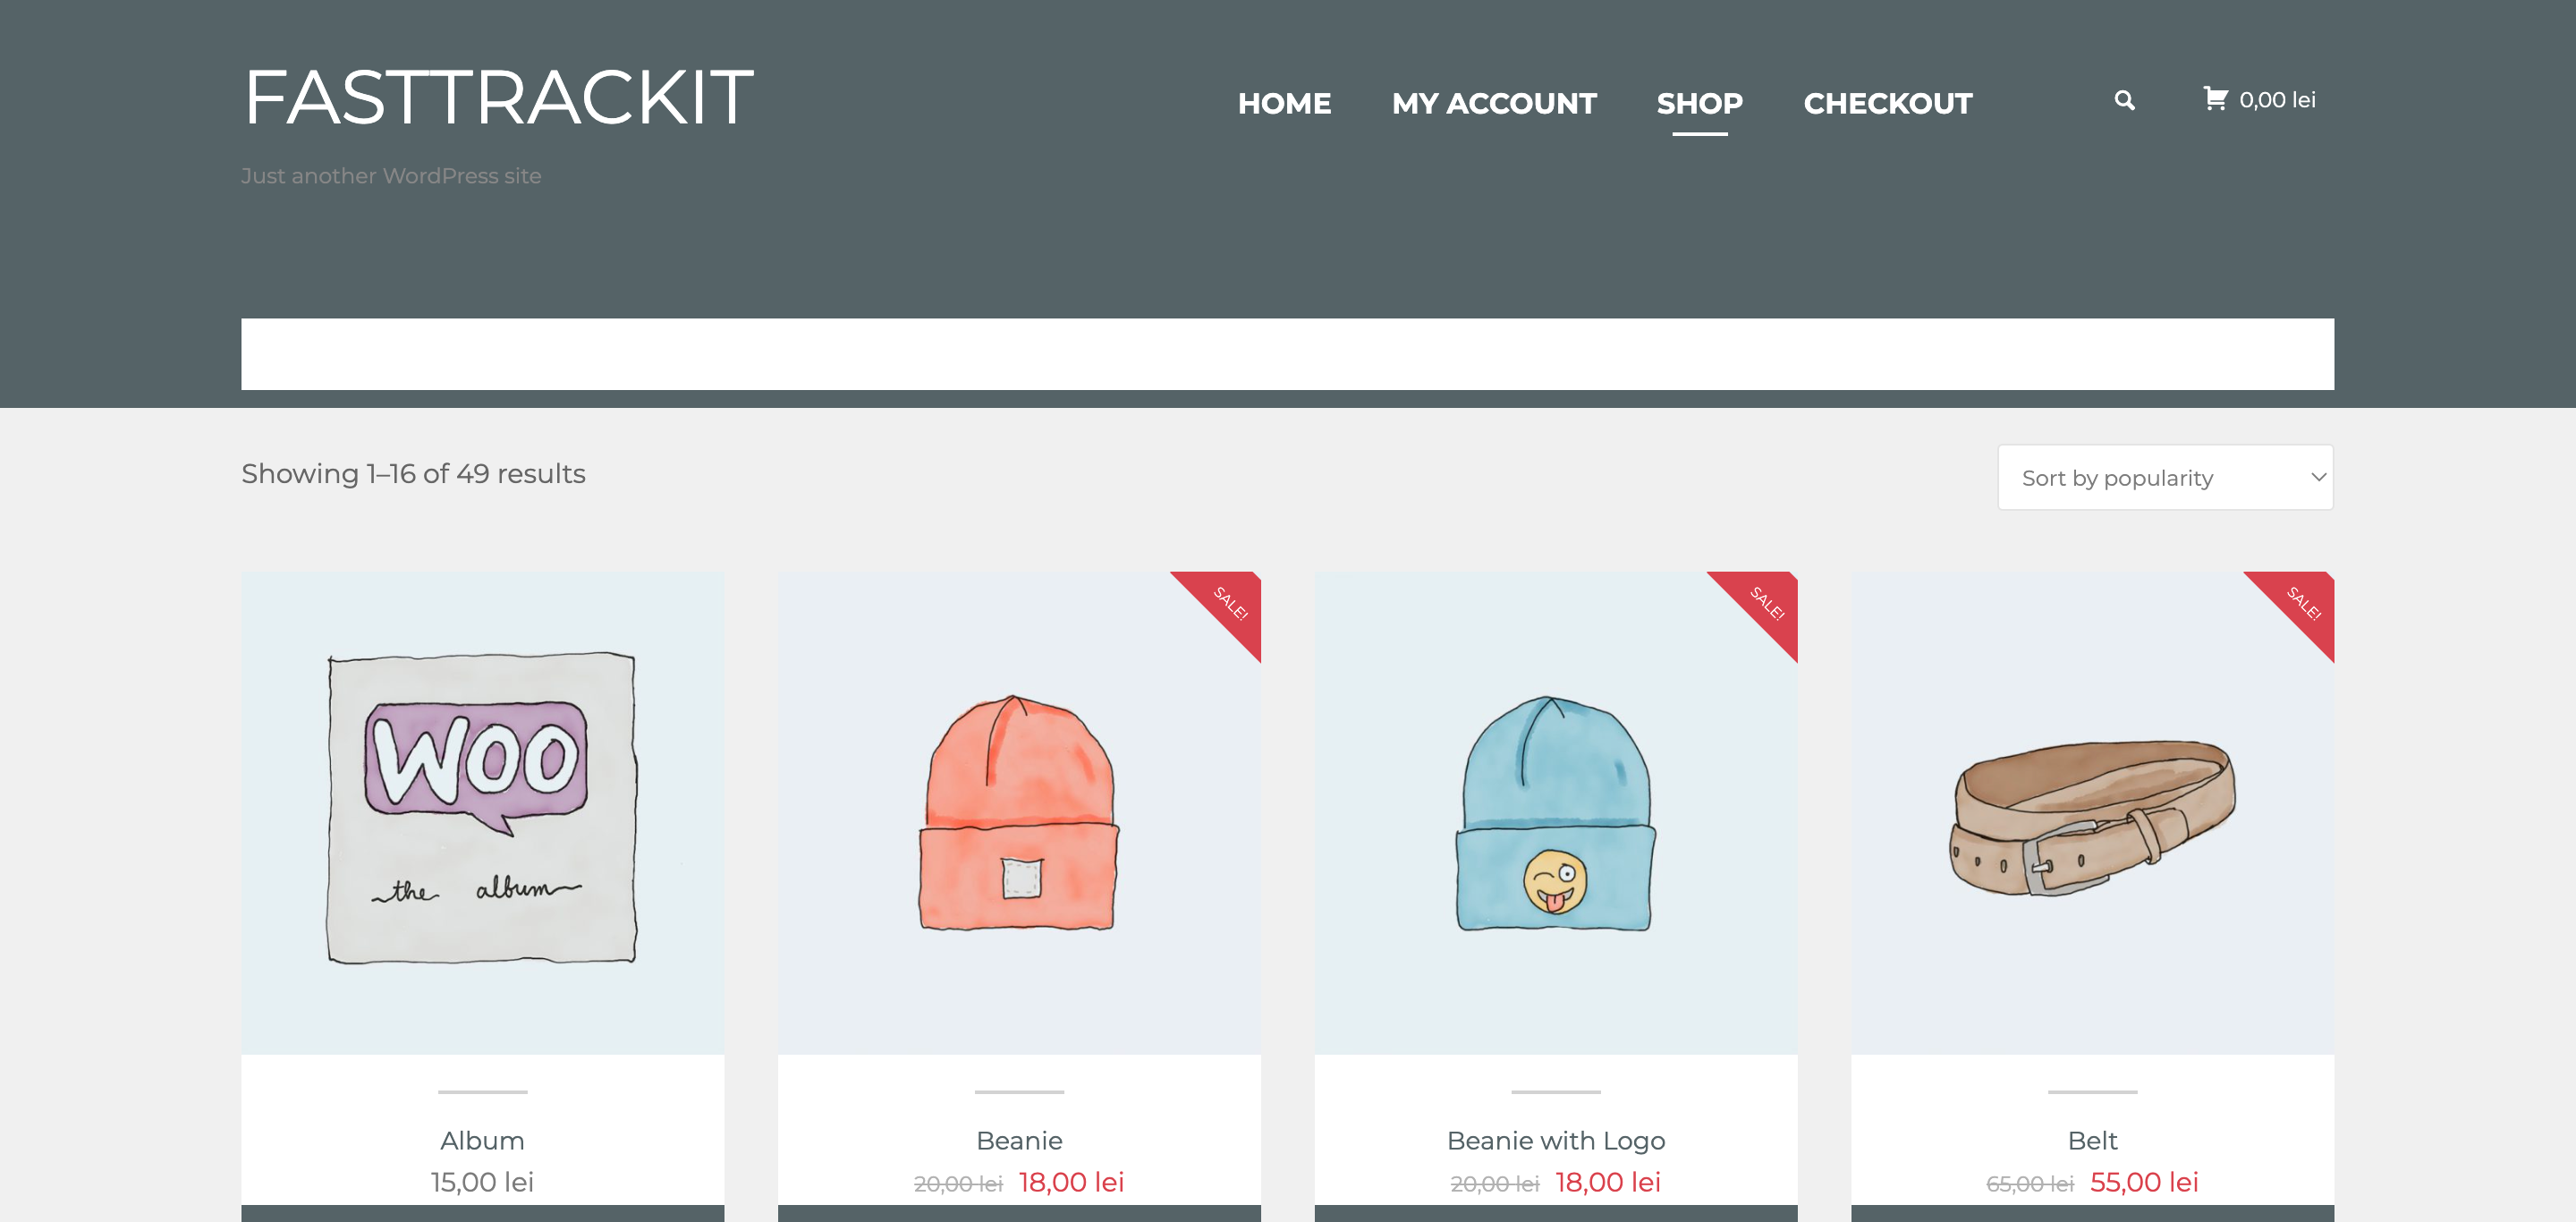 FASTTRACKIT
HOME MY ACCOUNT SHOP CHECKOUT 0,00 lei
Just another WordPress site
Showing 1–16 of 49 results
Sort by popularity
SALE! SALE! SALE!
Woo
the album
Album Beanie Beanie with Logo Belt
15,00 lei 20,00 lei 18,00 lei 20,00 lei 18,00 lei 65,00 lei 55,00 lei